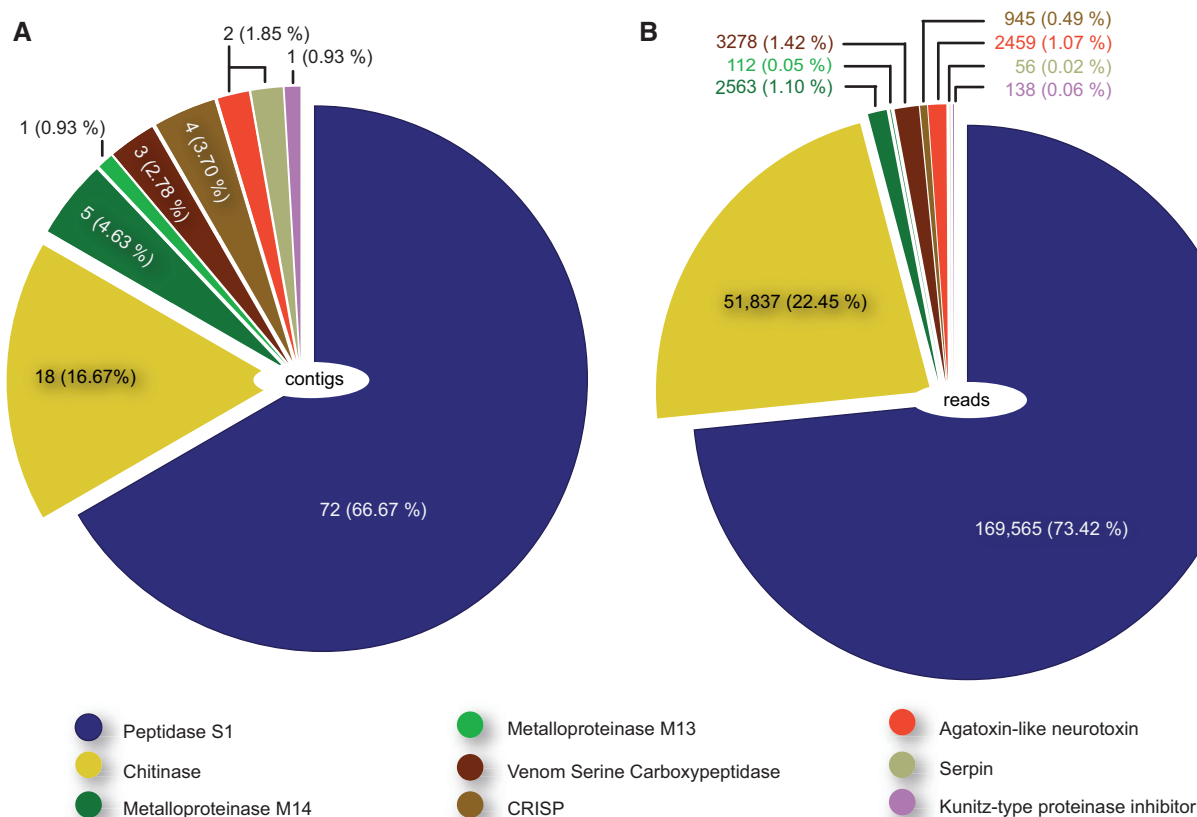 A
2 (1.85 %)
1 (0.93 %)
1 (0.93 %)
4 (3.70 %)
3 (2.78 %)
5 (4.63 %)
18 (16.67%)
contigs
72 (66.67 %)
B
945 (0.49 %)
3278 (1.42 %)
2459 (1.07 %)
112 (0.05 %)
56 (0.02 %)
2563 (1.10 %)
138 (0.06 %)
51,837 (22.45 %)
reads
169,565 (73.42 %)
Peptidase S1
Chitinase
Metalloproteinase M14
Metalloproteinase M13
Venom Serine Carboxypeptidase
CRISP
Agatoxin-like neurotoxin
Serpin
Kunitz-type proteinase inhibitor